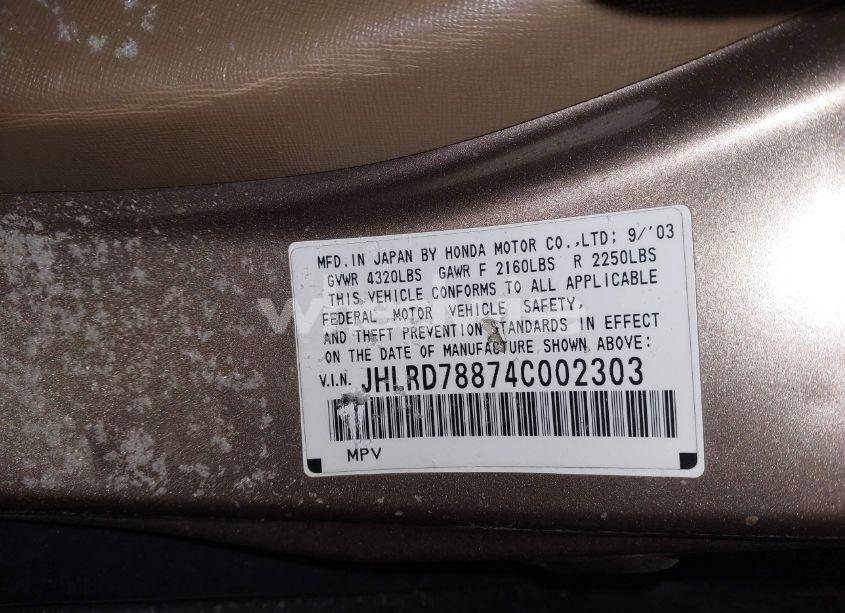 MFD. IN JAPAN BY HONDA MOTOR CO.,LTD; 9/'03
GVWR 4320LBS GAWR F 2160LBS R 2250LBS
THIS VEHICLE CONFORMS TO ALL APPLICABLE
FEDERAL MOTOR VEHICLE SAFETY,
AND THEFT PREVENTION STANDARDS IN EFFECT
ON THE DATE OF MANUFACTURE SHOWN ABOVE:
V.I.N. JHLRD78874C002303
MPV